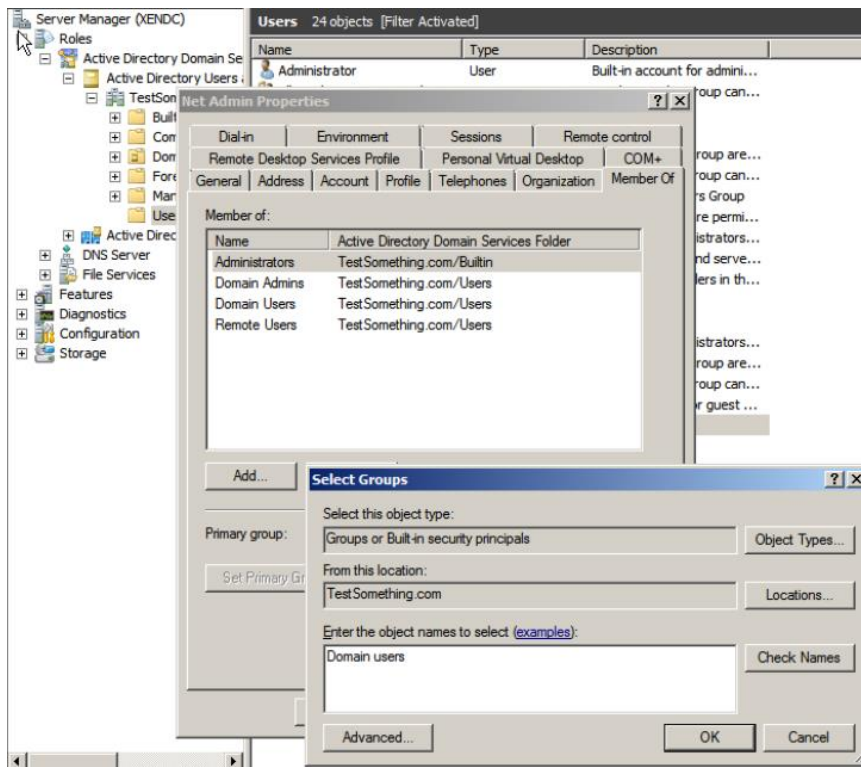 Server Manager (XENDC)
Roles
Active Directory Domain Se
Active Directory Users
TestSom
Built
Com
Dom
Fore
Man
Use
Active Direc
DNS Server
File Services
Features
Diagnostics
Configuration
Storage
Users 24 objects [Filter Activated]
Name Type Description
Administrator User Built-in account for admini...
roup can...
roup are...
roup can...
rs Group
re permi...
istrators...
nd serve...
lers in th...
istrators...
roup are...
roup can...
r guest ...
Net Admin Properties
Dial-in Environment Sessions Remote control
Remote Desktop Services Profile Personal Virtual Desktop COM+
General Address Account Profile Telephones Organization Member Of
Member of:
Name Active Directory Domain Services Folder
Administrators TestSomething.com/Builtin
Domain Admins TestSomething.com/Users
Domain Users TestSomething.com/Users
Remote Users TestSomething.com/Users
Add...
Primary group:
Set Primary Gr
Select Groups
Select this object type:
Groups or Built-in security principals Object Types...
From this location:
TestSomething.com Locations...
Enter the object names to select (examples):
Domain users Check Names
Advanced... OK Cancel